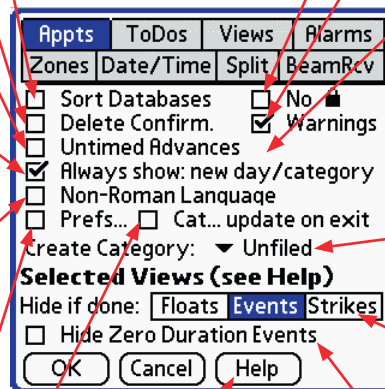 Appts ToDos Views Alarms
Zones Date/Time Split BeamRcv
Sort Databases No
Delete Confirm. Warnings
Untimed Advances
Always show: new day/category
Non-Roman Language
Prefs... Cat... update on exit
Create Category: Unfiled
Selected Views (see Help)
Hide if done: Floats Events Strikes
Hide Zero Duration Events
OK Cancel Help